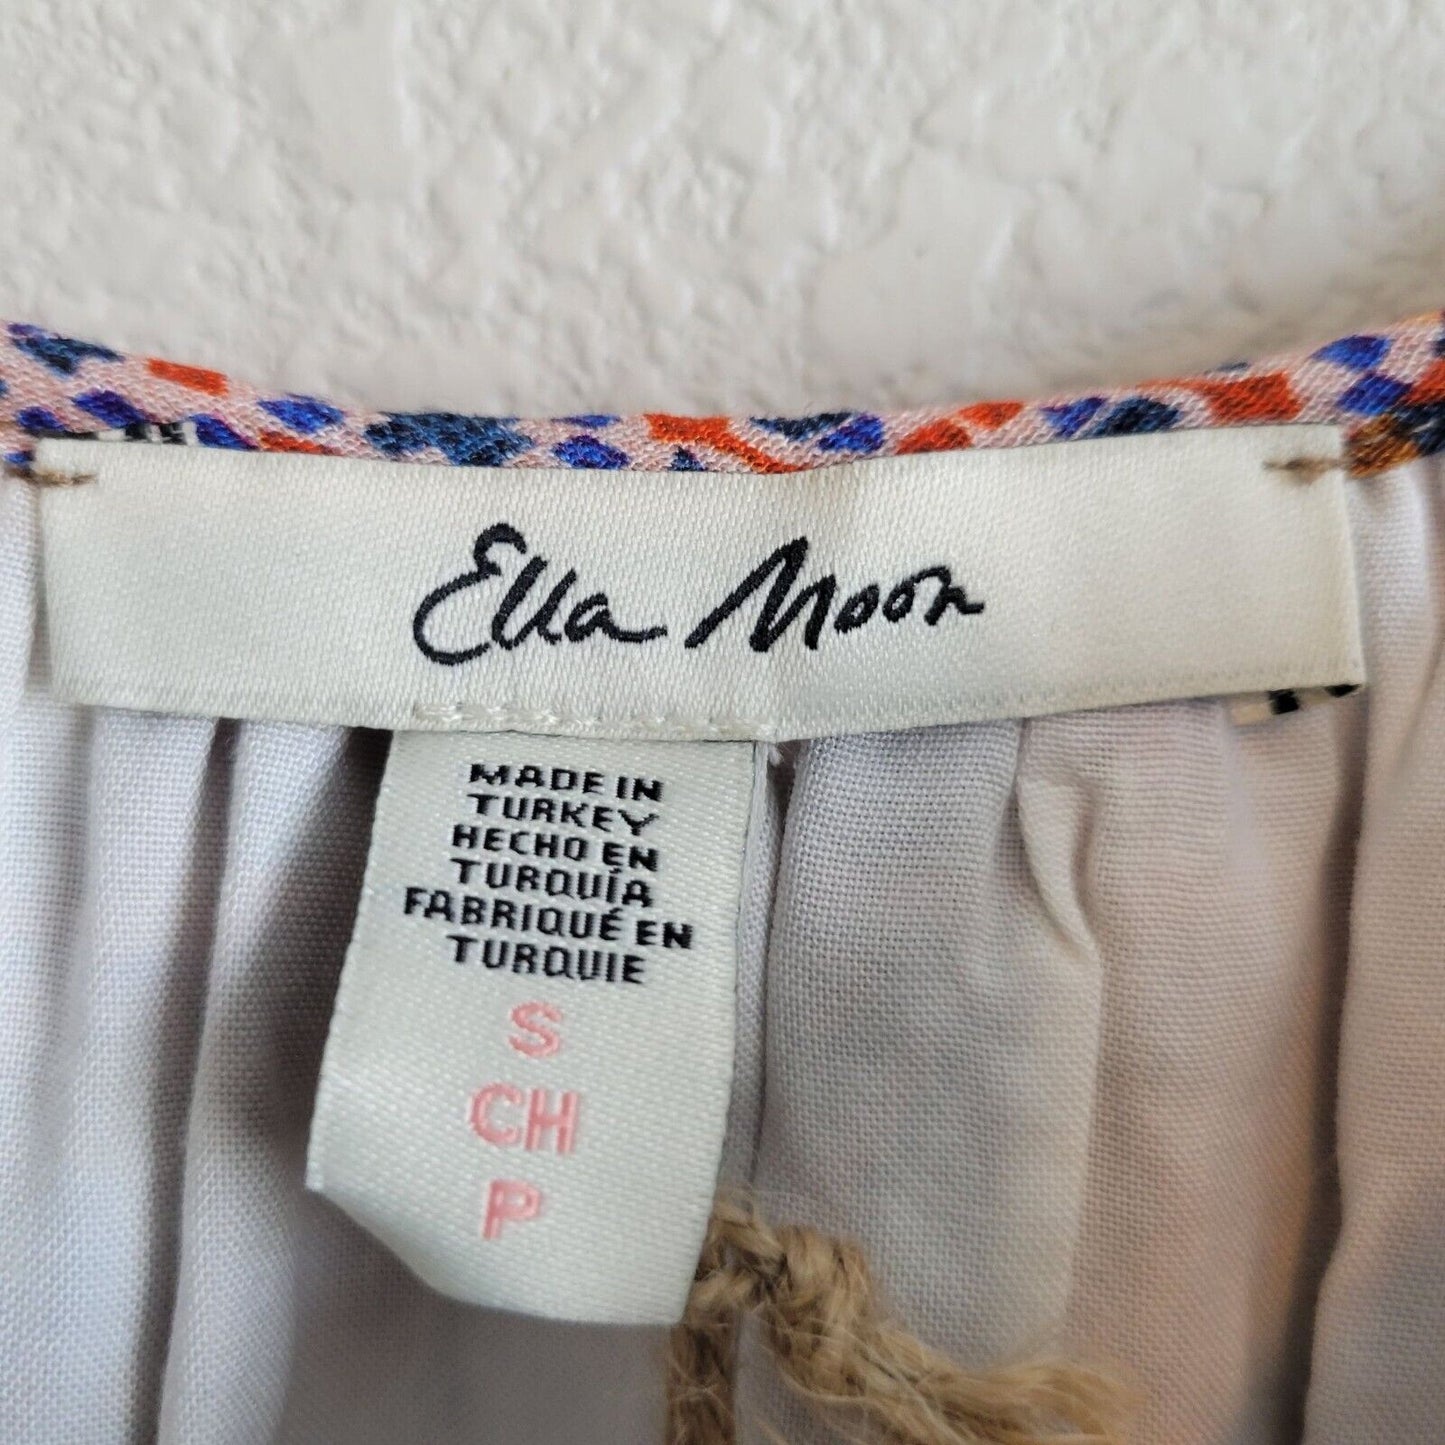 Ella Moon
MADE IN
TURKEY
HECHO EN
TURQUÍA
FABRIQUÉ EN
TURQUIE
S
CH
P